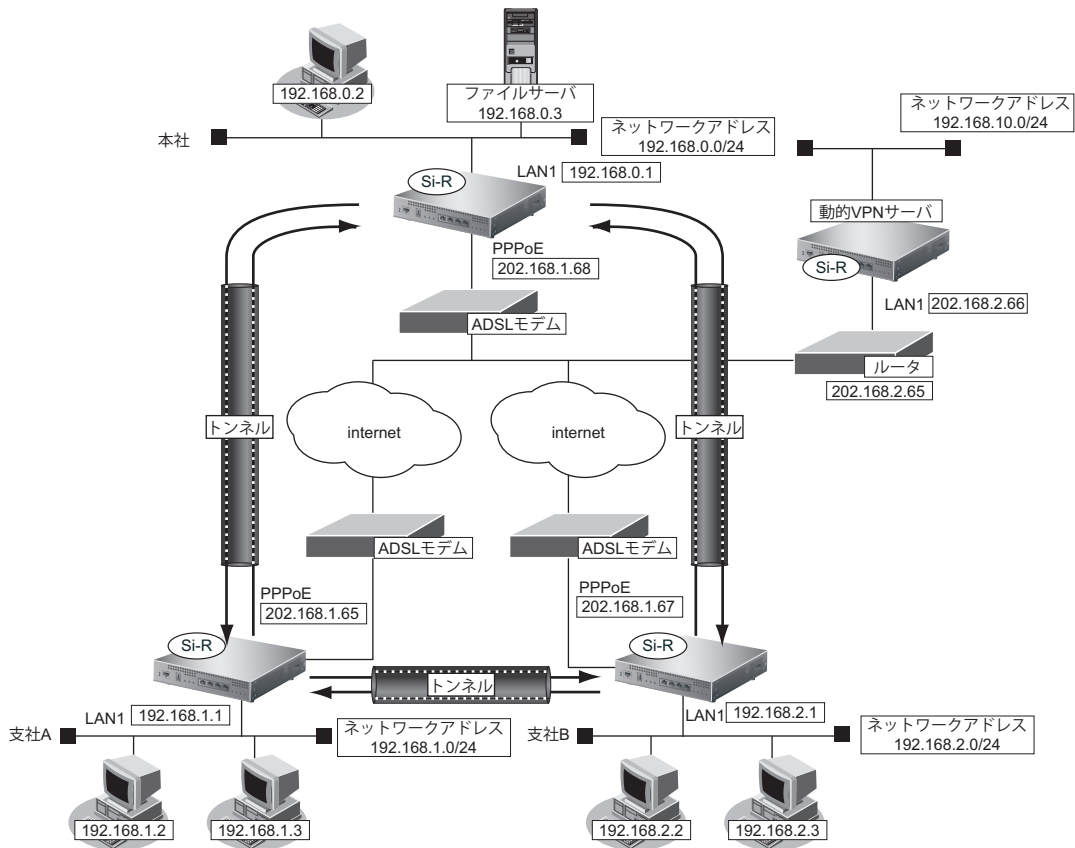 192.168.0.2
ファイルサーバ
192.168.0.3
ネットワークアドレス
192.168.10.0/24
本社
ネットワークアドレス
192.168.0.0/24
Si-R
LAN1 192.168.0.1
動的VPNサーバ
Si-R
PPPoE
202.168.1.68
LAN1 202.168.2.66
ADSLモデム
ルータ
202.168.2.65
トンネル
internet
internet
トンネル
ADSLモデム
ADSLモデム
PPPoE
202.168.1.65
PPPoE
202.168.1.67
Si-R
Si-R
トンネル
LAN1 192.168.1.1
LAN1 192.168.2.1
支社A
ネットワークアドレス
192.168.1.0/24
支社B
ネットワークアドレス
192.168.2.0/24
192.168.1.2
192.168.1.3
192.168.2.2
192.168.2.3